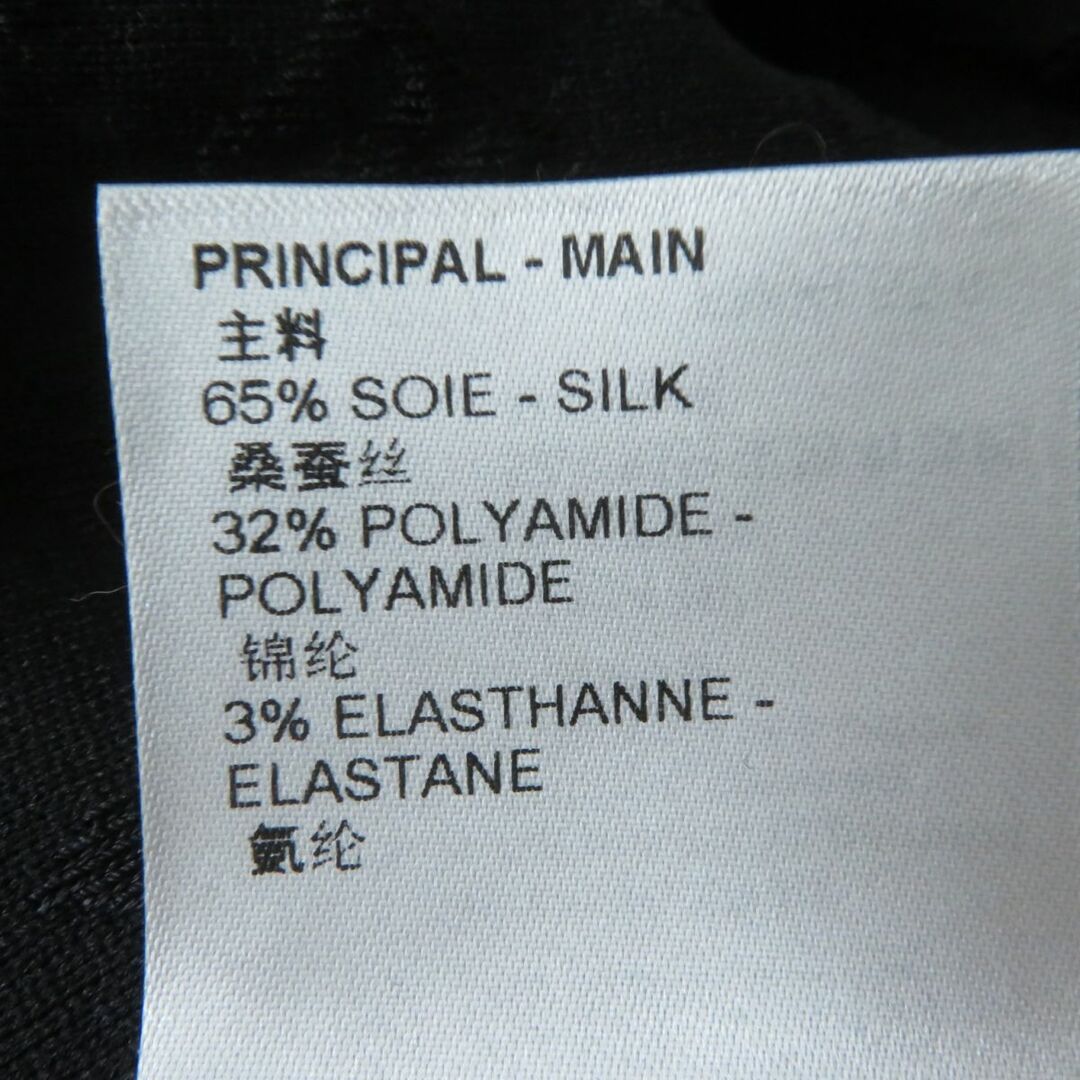 PRINCIPAL - MAIN
主料
65% SOIE - SILK
桑蚕丝
32% POLYAMIDE -
POLYAMIDE
锦纶
3% ELASTHANNE -
ELASTANE
氨纶